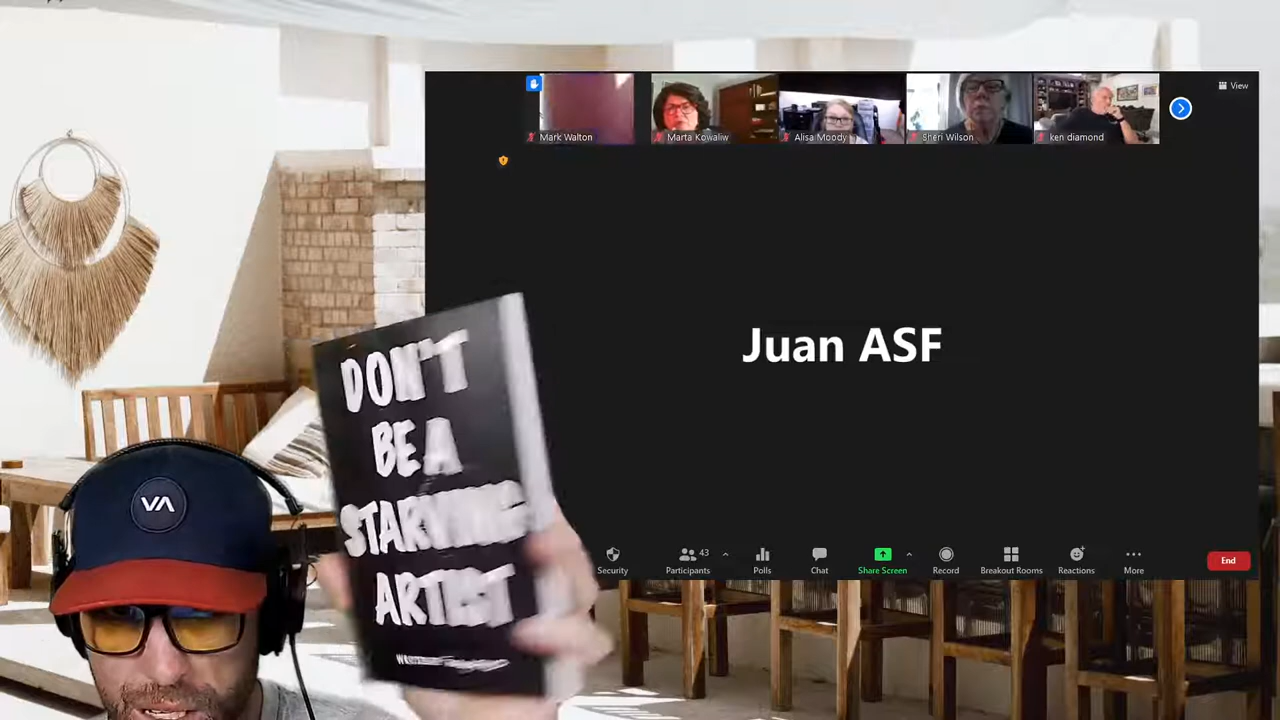 View
Mark Walton
Marta Kowaliw
Alisa Moody
Sheri Wilson
ken diamond
Juan ASF
DON'T
BE A
STARVING
ARTIST
VA
Security
Participants
43
Polls
Chat
Share Screen
Record
Breakout Rooms
Reactions
More
End